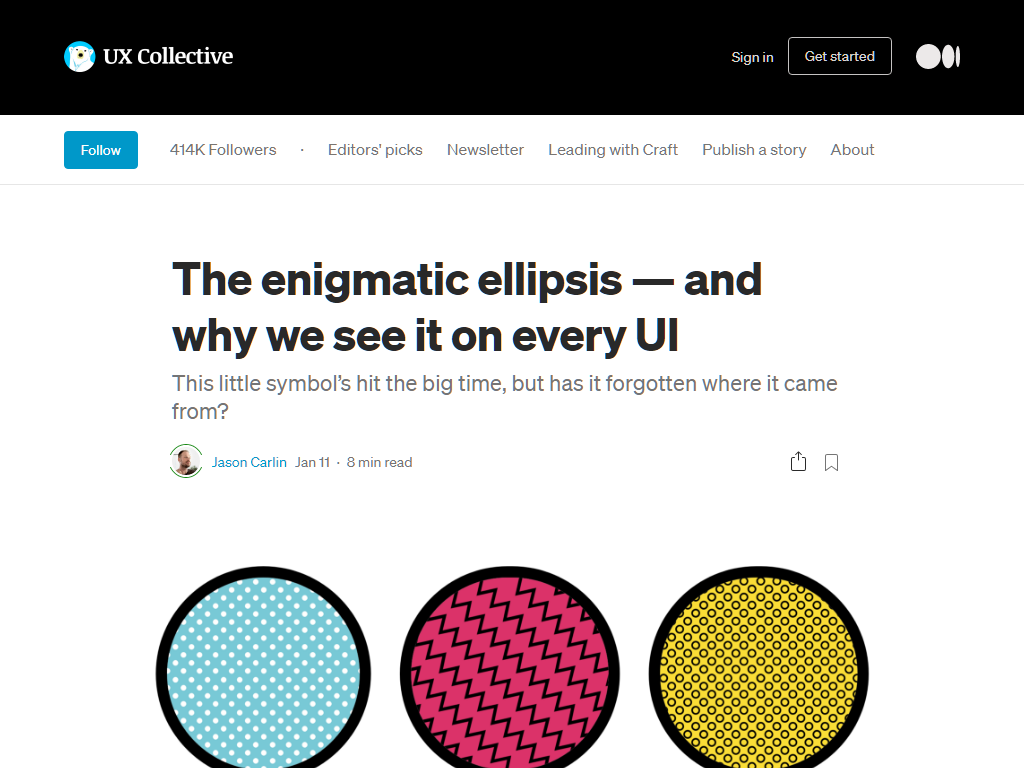 UX Collective
Sign in
Get started
Follow
414K Followers
·
Editors' picks
Newsletter
Leading with Craft
Publish a story
About
The enigmatic ellipsis — and
why we see it on every UI
This little symbol’s hit the big time, but has it forgotten where it came
from?
Jason Carlin Jan 11 · 8 min read